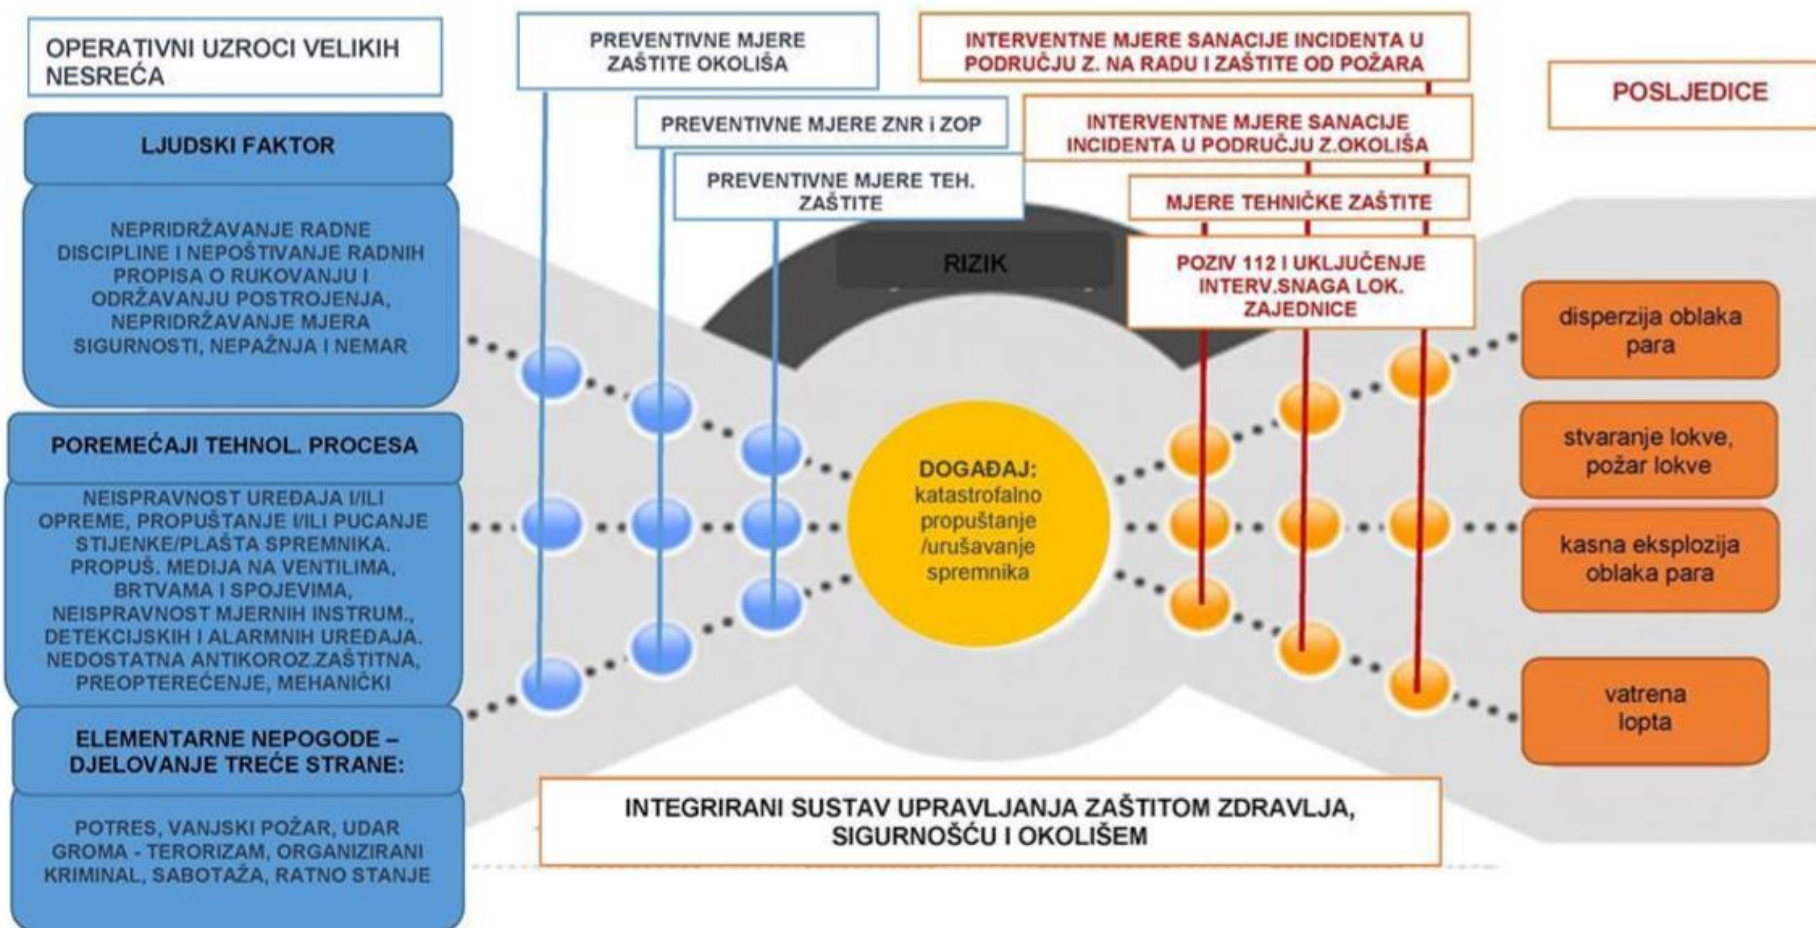 OPERATIVNI UZROCI VELIKIH
NESREĆA
LJUDSKI FAKTOR
NEPRIDRŽAVANJE RADNE
DISCIPLINE I NEPOŠTIVANJE RADNIH
PROPISA O RUKOVANJU I
ODRŽAVANJU POSTROJENJA,
NEPRIDRŽAVANJE MJERA
SIGURNOSTI, NEPAŽNJA I NEMAR
POREMEĆAJI TEHNOL. PROCESA
NEISPRAVNOST UREĐAJA I/ILI
OPREME, PROPUŠTANJE I/ILI PUCANJE
STIJENKE/PLAŠTA SPREMNIKA.
PROPUŠ. MEDIJA NA VENTILIMA,
BRTVAMA I SPOJEVIMA,
NEISPRAVNOST MJERNIH INSTRUM.,
DETEKCIJSKIH I ALARMNIH UREĐAJA.
NEDOSTATNA ANTIKOROZ.ZAŠTITNA,
PREOPTEREĆENJE, MEHANIČKI
ELEMENTARNE NEPOGODE –
DJELOVANJE TREĆE STRANE:
POTRES, VANJSKI POŽAR, UDAR
GROMA - TERORIZAM, ORGANIZIRANI
KRIMINAL, SABOTAŽA, RATNO STANJE
PREVENTIVNE MJERE
ZAŠTITE OKOLIŠA
PREVENTIVNE MJERE ZNR i ZOP
PREVENTIVNE MJERE TEH.
ZAŠTITE
RIZIK
DOGAĐAJ:
katastrofalno
propuštanje
/urušavanje
spremnika
INTERVENTNE MJERE SANACIJE INCIDENTA U
PODRUČJU Z. NA RADU I ZAŠTITE OD POŽARA
INTERVENTNE MJERE SANACIJE
INCIDENTA U PODRUČJU Z.OKOLIŠA
MJERE TEHNIČKE ZAŠTITE
POZIV 112 I UKLJUČENJE
INTERV.SNAGA LOK.
ZAJEDNICE
POSLJEDICE
disperzija oblaka
para
stvaranje lokve,
požar lokve
kasna eksplozija
oblaka para
vatrena
lopta
INTEGRIRANI SUSTAV UPRAVLJANJA ZAŠTITOM ZDRAVLJA,
SIGURNOŠĆU I OKOLIŠEM